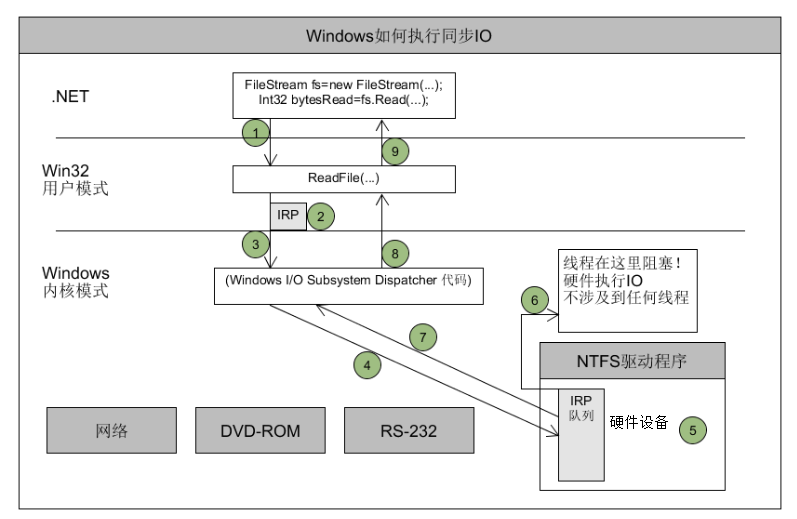 Windows如何执行同步IO
.NET
FileStream fs=new FileStream(...);
Int32 bytesRead=fs.Read(...);
1
9
Win32
用户模式
ReadFile(...)
IRP
2
3
8
Windows
内核模式
(Windows I/O Subsystem Dispatcher 代码)
线程在这里阻塞！
硬件执行IO
不涉及到任何线程
6
7
4
NTFS驱动程序
IRP
队列
硬件设备
5
网络
DVD-ROM
RS-232